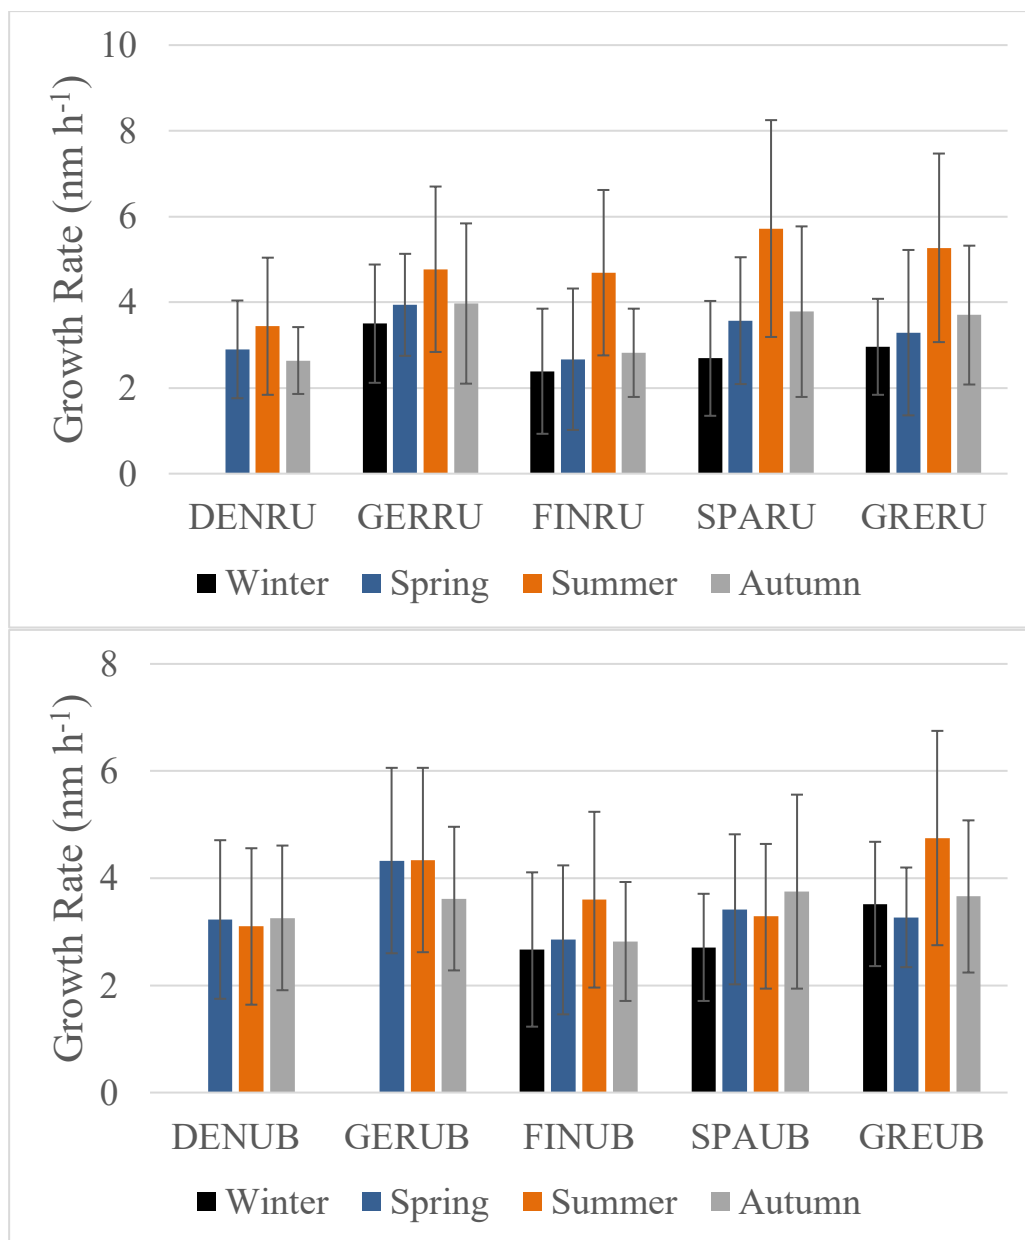 Growth Rate (nm h⁻¹)
10
8
6
4
2
0
DENRU GERRU FINRU SPARU GRERU
Winter Spring Summer Autumn
Growth Rate (nm h⁻¹)
8
6
4
2
0
DENUB GERUB FINUB SPAUB GREUB
Winter Spring Summer Autumn